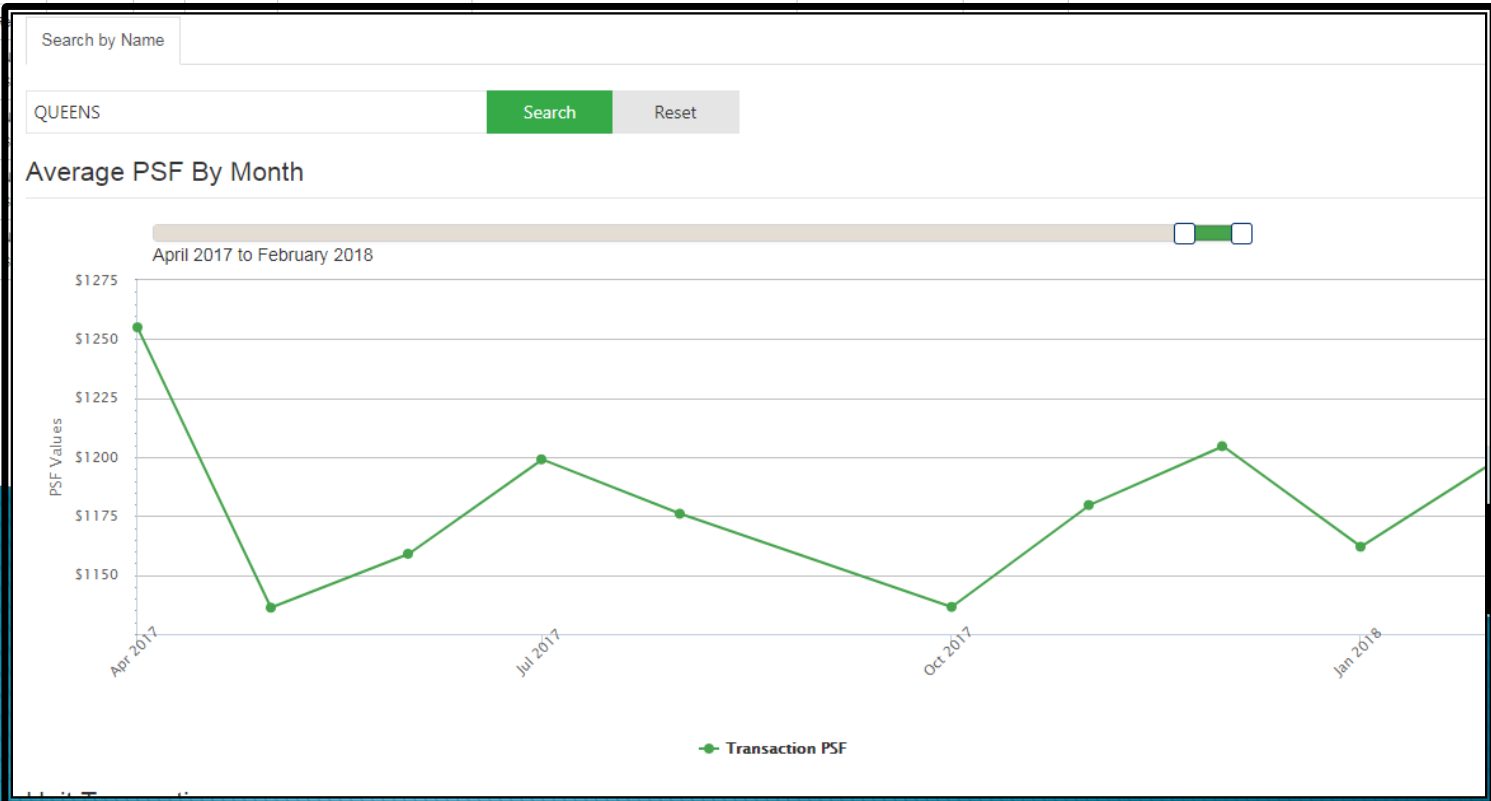 Search by Name
QUEENS
Search
Reset
Average PSF By Month
April 2017 to February 2018
$1275
$1250
$1225
$1200
$1175
$1150
PSF Values
Apr 2017
Jul 2017
Oct 2017
Jan 2018
Transaction PSF